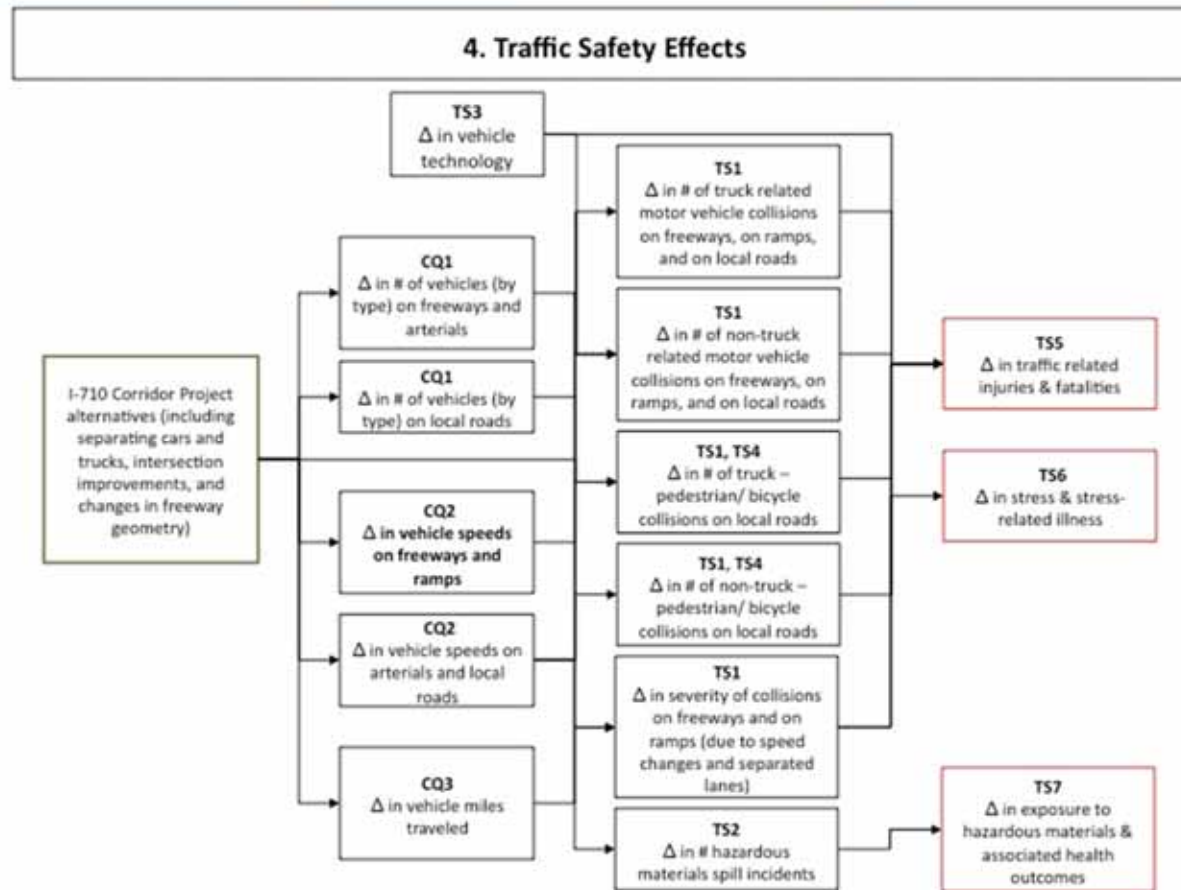 4. Traffic Safety Effects
TS3
Δ in vehicle
technology
TS1
Δ in # of truck related
motor vehicle collisions
on freeways, on ramps,
and on local roads
CQ1
Δ in # of vehicles (by
type) on freeways and
arterials
TS1
Δ in # of non-truck
related motor vehicle
collisions on freeways, on
ramps, and on local roads
TS5
Δ in traffic related
injuries & fatalities
I-710 Corridor Project
alternatives (including
separating cars and
trucks, intersection
improvements, and
changes in freeway
geometry)
CQ1
Δ in # of vehicles (by
type) on local roads
TS1, TS4
Δ in # of truck –
pedestrian/ bicycle
collisions on local roads
TS6
Δ in stress & stress-
related illness
CQ2
Δ in vehicle speeds
on freeways and
ramps
TS1, TS4
Δ in # of non-truck –
pedestrian/ bicycle
collisions on local roads
CQ2
Δ in vehicle speeds on
arterials and local
roads
TS1
Δ in severity of collisions
on freeways and on
ramps (due to speed
changes and separated
lanes)
CQ3
Δ in vehicle miles
traveled
TS2
Δ in # hazardous
materials spill incidents
TS7
Δ in exposure to
hazardous materials &
associated health
outcomes